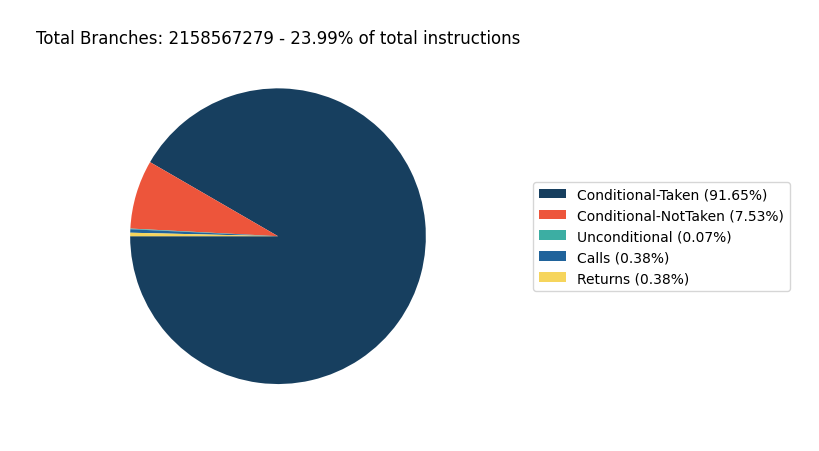 Total Branches: 2158567279 - 23.99% of total instructions
Conditional-Taken (91.65%)
Conditional-NotTaken (7.53%)
Unconditional (0.07%)
Calls (0.38%)
Returns (0.38%)